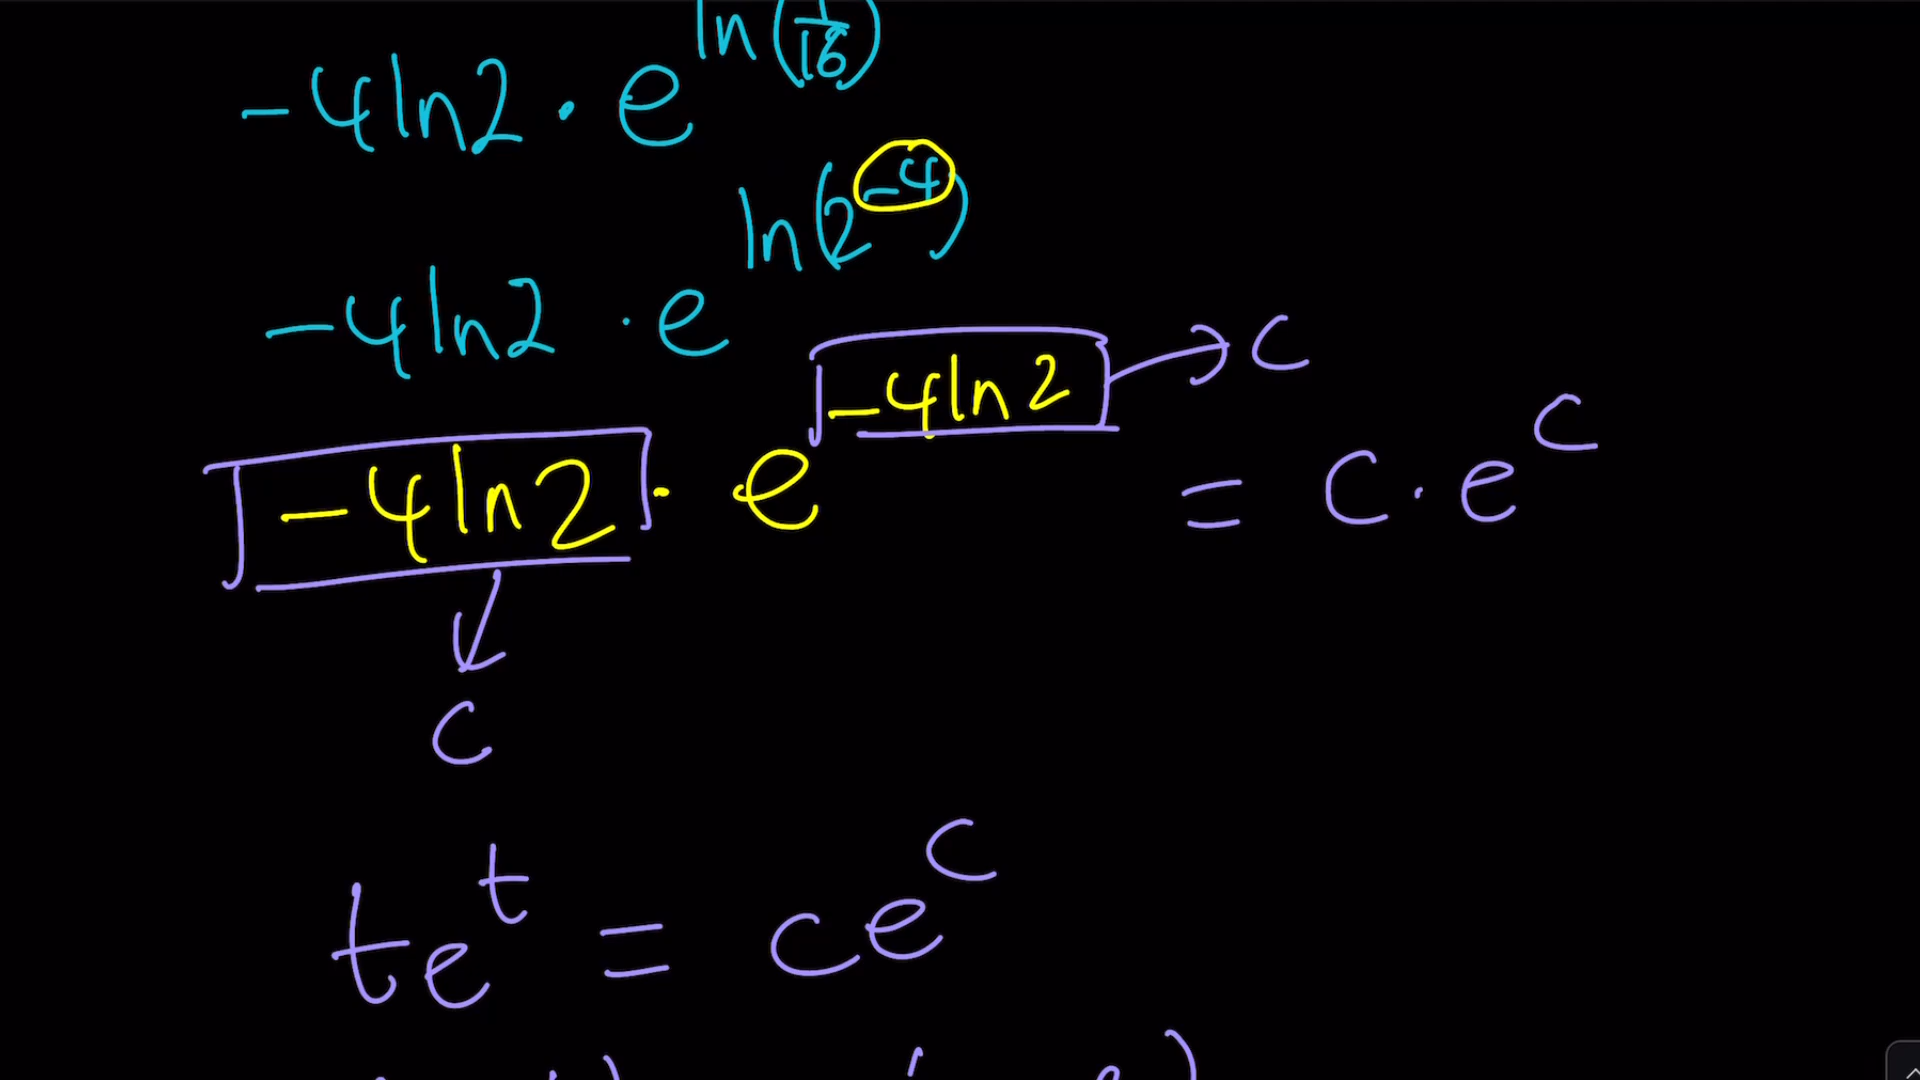 -4ln2 · e^ln(1/16)
-4ln2 · e^ln(2^-4)
-4ln2 · e^-4ln2 → c = c · e^c
c
te^t = ce^c